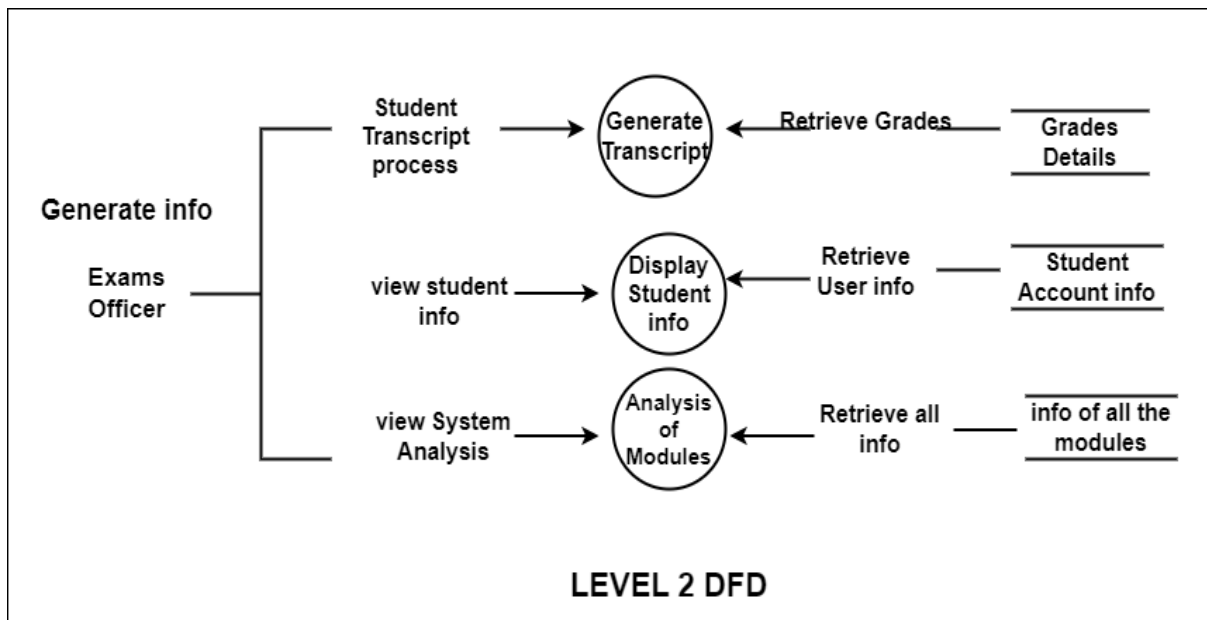 Student
Transcript
process
Generate
Transcript
Retrieve Grades
Grades
Details
Generate info
Exams
Officer
view student
info
Display
Student
info
Retrieve
User info
Student
Account info
view System
Analysis
Analysis
of
Modules
Retrieve all
info
info of all the
modules
LEVEL 2 DFD